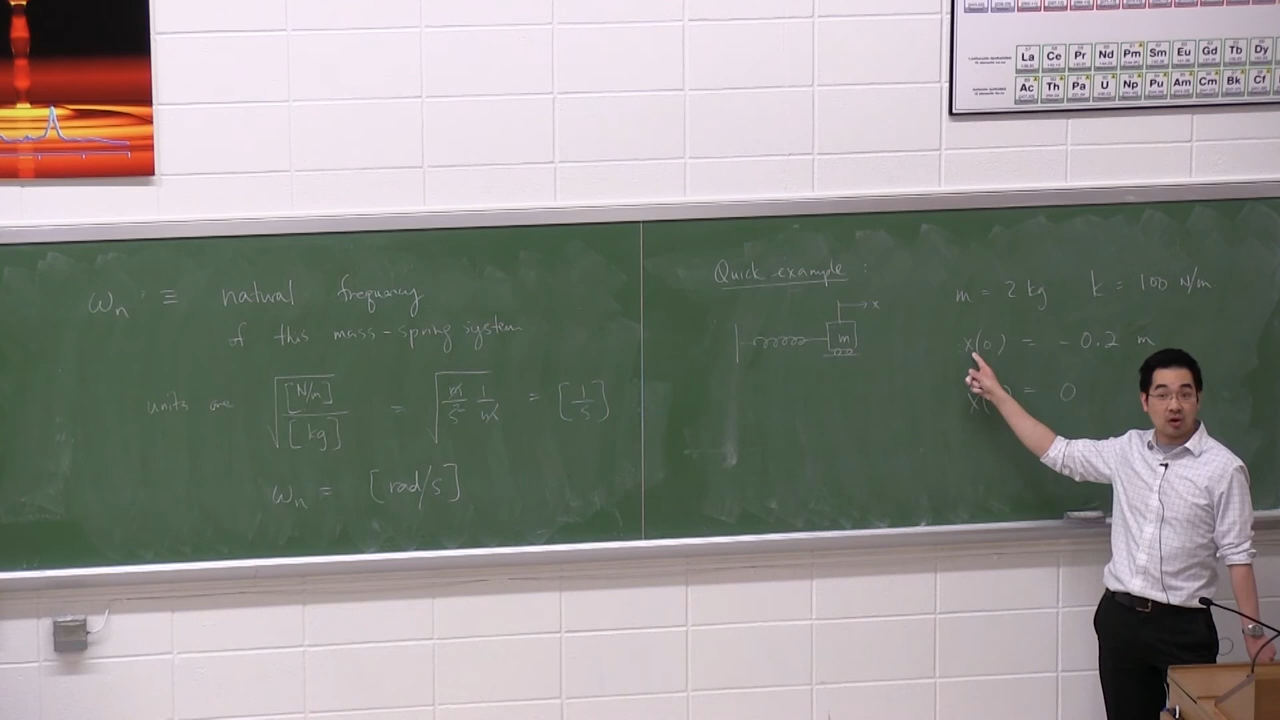 ωn ≡ natural frequency
of this mass-spring system
units are √([N/m]/[kg]) = √(m/s² · 1/m) = [1/s]
ωn = [rad/s]
Quick example :
x
m
m = 2 kg k = 100 N/m
x(0) = -0.2 m
= 0
La Ce Pr Nd Pm Sm Eu Gd Tb Dy
Ac Th Pa U Np Pu Am Cm Bk Cf